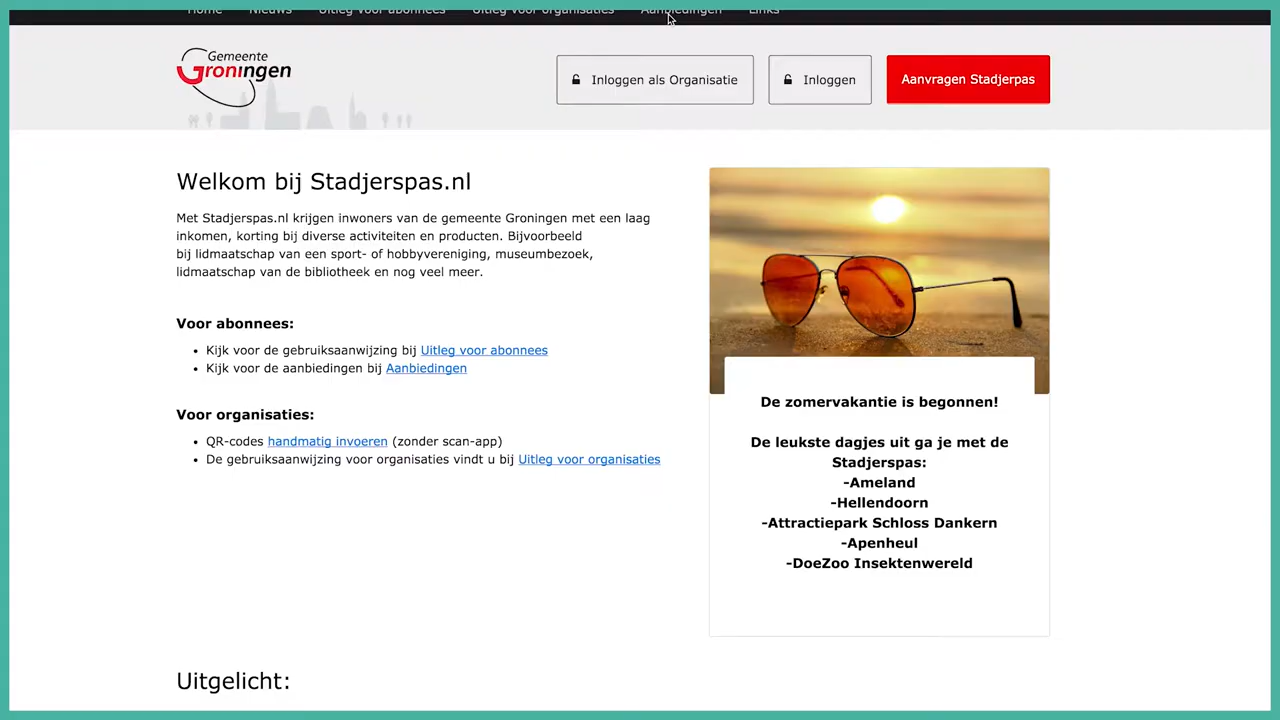 Home Nieuws Uitleg voor abonnees Uitleg voor organisaties Aanbiedingen Links
Gemeente
Groningen
Inloggen als Organisatie
Inloggen
Aanvragen Stadjerpas
Welkom bij Stadjerspas.nl
Met Stadjerspas.nl krijgen inwoners van de gemeente Groningen met een laag
inkomen, korting bij diverse activiteiten en producten. Bijvoorbeeld
bij lidmaatschap van een sport- of hobbyvereniging, museumbezoek,
lidmaatschap van de bibliotheek en nog veel meer.
Voor abonnees:
• Kijk voor de gebruiksaanwijzing bij Uitleg voor abonnees
• Kijk voor de aanbiedingen bij Aanbiedingen
Voor organisaties:
• QR-codes handmatig invoeren (zonder scan-app)
• De gebruiksaanwijzing voor organisaties vindt u bij Uitleg voor organisaties
De zomervakantie is begonnen!
De leukste dagjes uit ga je met de
Stadjerspas:
-Ameland
-Hellendoorn
-Attractiepark Schloss Dankern
-Apenheul
-DoeZoo Insektenwereld
Uitgelicht: